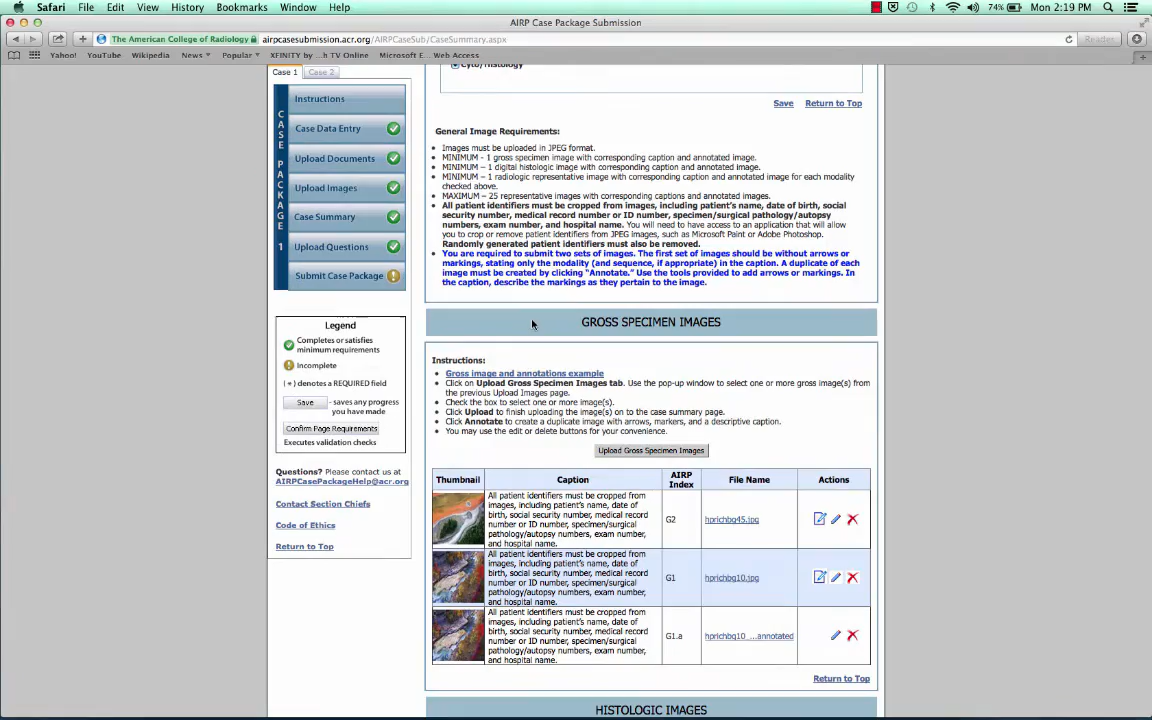 Safari File Edit View History Bookmarks Window Help 74% Mon 2:19 PM
AIRP Case Package Submission
The American College of Radiology airpcasesubmission.acr.org/AIRPCaseSub/CaseSummary.aspx Reader
Yahoo! YouTube Wikipedia News Popular XFINITY by ...h TV Online Microsoft E... Web Access
Case 1 Case 2
CASE PACKAGE 1
Instructions
Case Data Entry
Upload Documents
Upload Images
Case Summary
Upload Questions
Submit Case Package
Legend
Completes or satisfies
minimum requirements
Incomplete
(+) denotes a REQUIRED field
Save - saves any progress
you have made
Confirm Page Requirements
Executes validation checks
Questions? Please contact us at
AIRPCasePackageHelp@acr.org
Contact Section Chiefs
Code of Ethics
Return to Top
Cyto/Histology
Save Return to Top
General Image Requirements:
• Images must be uploaded in JPEG format.
• MINIMUM - 1 gross specimen image with corresponding caption and annotated image.
• MINIMUM – 1 digital histologic image with corresponding caption and annotated image.
• MINIMUM – 1 radiologic representative image with corresponding caption and annotated image for each modality
checked above.
• MAXIMUM – 25 representative images with corresponding captions and annotated images.
• All patient identifiers must be cropped from images, including patient's name, date of birth, social
security number, medical record number or ID number, specimen/surgical pathology/autopsy
numbers, exam number, and hospital name. You will need to have access to an application that will allow
you to crop or remove patient identifiers from JPEG images, such as Microsoft Paint or Adobe Photoshop.
Randomly generated patient identifiers must also be removed.
• You are required to submit two sets of images. The first set of images should be without arrows or
markings, stating only the modality (and sequence, if appropriate) in the caption. A duplicate of each
image must be created by clicking "Annotate." Use the tools provided to add arrows or markings. In
the caption, describe the markings as they pertain to the image.
GROSS SPECIMEN IMAGES
Instructions:
• Gross image and annotations example
• Click on Upload Gross Specimen Images tab. Use the pop-up window to select one or more gross image(s) from
the previous Upload Images page.
• Check the box to select one or more image(s).
• Click Upload to finish uploading the image(s) on to the case summary page.
• Click Annotate to create a duplicate image with arrows, markers, and a descriptive caption.
• You may use the edit or delete buttons for your convenience.
Upload Gross Specimen Images
Thumbnail Caption AIRP Index File Name Actions
All patient identifiers must be cropped from
images, including patient's name, date of
birth, social security number, medical record
number or ID number, specimen/surgical
pathology/autopsy numbers, exam number,
and hospital name.
G2 hprichbg45.jpg
All patient identifiers must be cropped from
images, including patient's name, date of
birth, social security number, medical record
number or ID number, specimen/surgical
pathology/autopsy numbers, exam number,
and hospital name.
G1 hprichbg10.jpg
All patient identifiers must be cropped from
images, including patient's name, date of
birth, social security number, medical record
number or ID number, specimen/surgical
pathology/autopsy numbers, exam number,
and hospital name.
G1.a hprichbg10_...annotated
Return to Top
HISTOLOGIC IMAGES